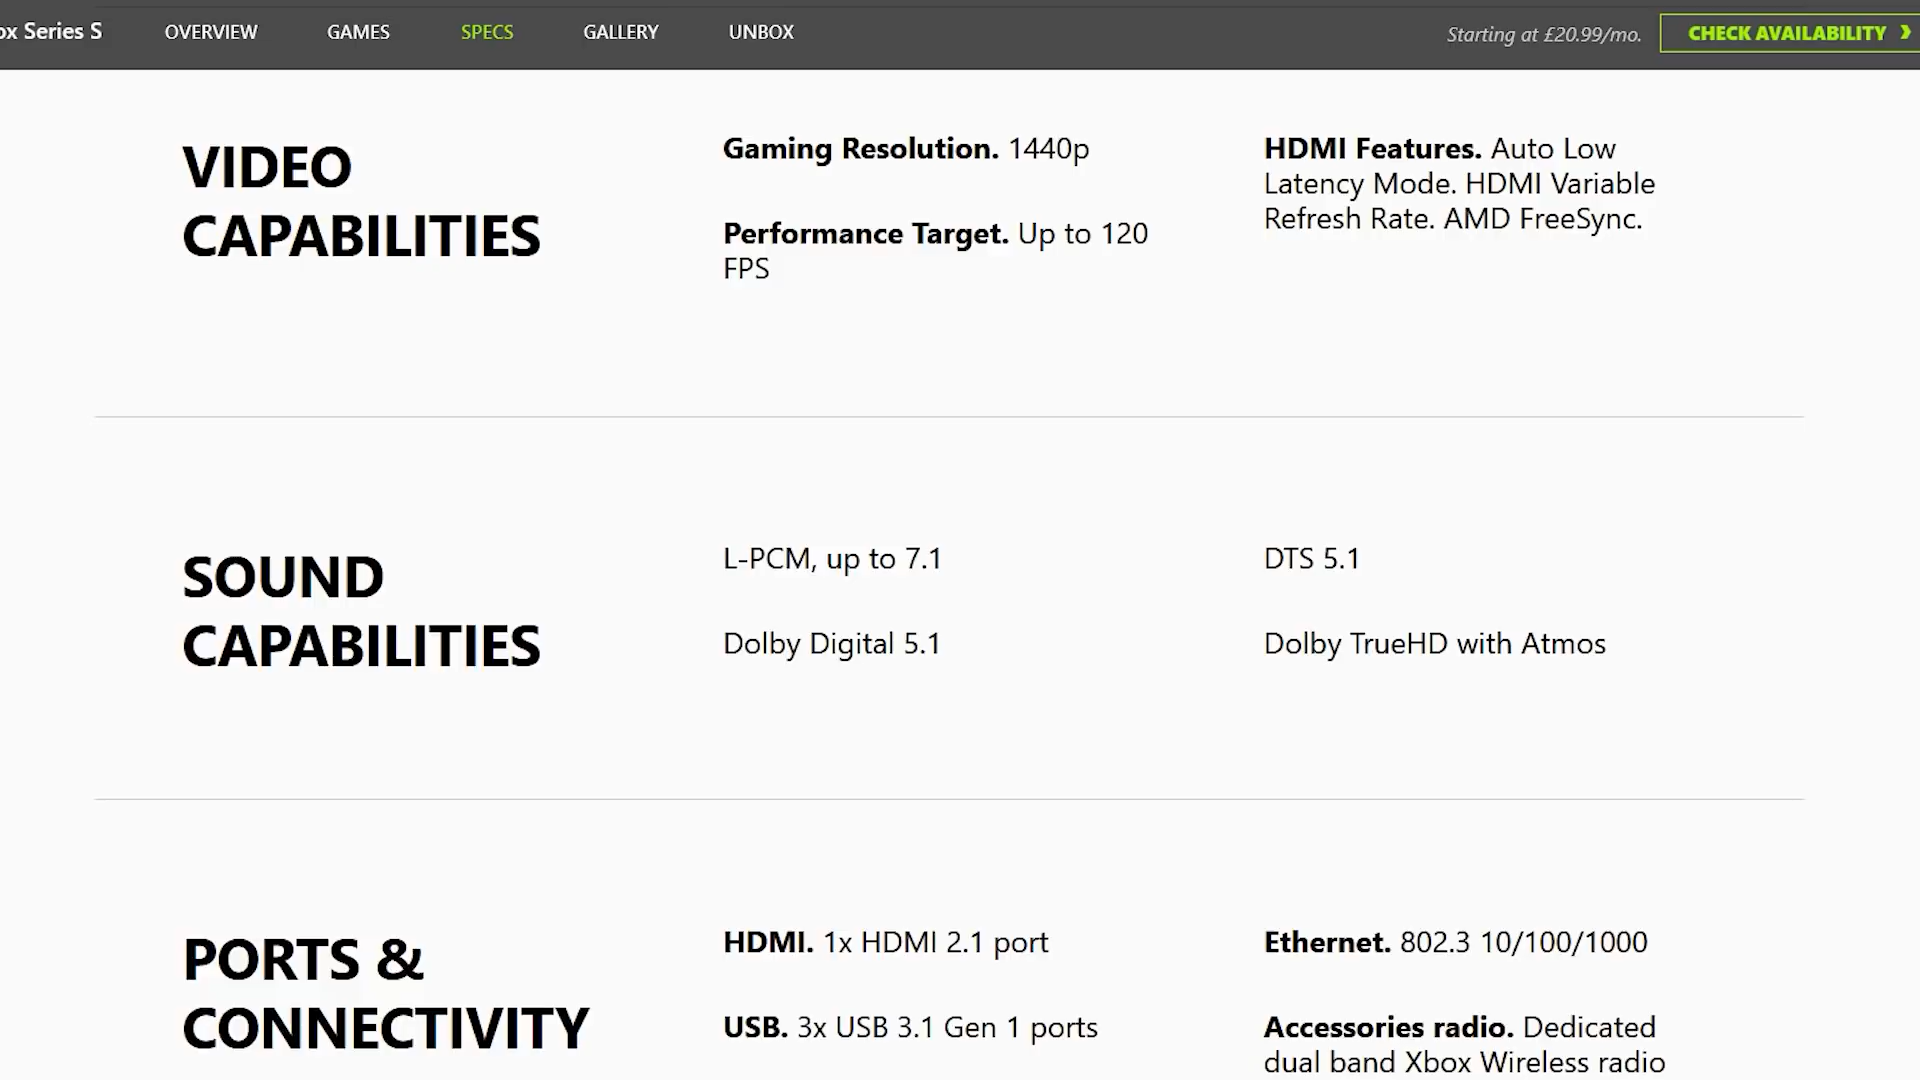 ox Series S OVERVIEW GAMES SPECS GALLERY UNBOX Starting at £20.99/mo. CHECK AVAILABILITY ❯
VIDEO
CAPABILITIES
Gaming Resolution. 1440p
Performance Target. Up to 120
FPS
HDMI Features. Auto Low
Latency Mode. HDMI Variable
Refresh Rate. AMD FreeSync.
SOUND
CAPABILITIES
L-PCM, up to 7.1
Dolby Digital 5.1
DTS 5.1
Dolby TrueHD with Atmos
PORTS &
CONNECTIVITY
HDMI. 1x HDMI 2.1 port
USB. 3x USB 3.1 Gen 1 ports
Ethernet. 802.3 10/100/1000
Accessories radio. Dedicated
dual band Xbox Wireless radio